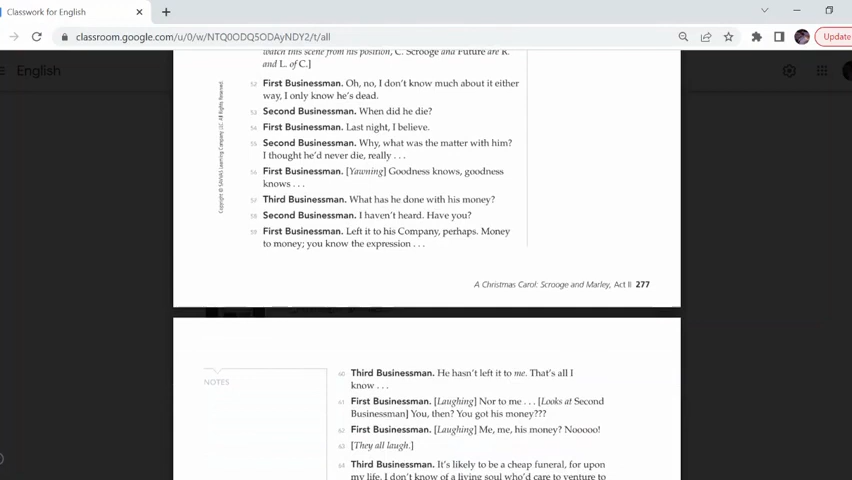 Classwork for English
classroom.google.com/u/0/w/NTQ0ODQ5ODAyNDY2/t/all
Update
English
watch this scene from his position, C. Scrooge and Future are R.
and L. of C.]
52 First Businessman. Oh, no, I don't know much about it either
way, I only know he's dead.
53 Second Businessman. When did he die?
54 First Businessman. Last night, I believe.
55 Second Businessman. Why, what was the matter with him?
I thought he'd never die, really . . .
56 First Businessman. [Yawning] Goodness knows, goodness
knows . . .
57 Third Businessman. What has he done with his money?
58 Second Businessman. I haven't heard. Have you?
59 First Businessman. Left it to his Company, perhaps. Money
to money; you know the expression . . .
Copyright © SAVVAS Learning Company LLC. All Rights Reserved.
A Christmas Carol: Scrooge and Marley, Act II 277
NOTES
60 Third Businessman. He hasn't left it to me. That's all I
know . . .
61 First Businessman. [Laughing] Nor to me . . . [Looks at Second
Businessman] You, then? You got his money???
62 First Businessman. [Laughing] Me, me, his money? Nooooo!
63 [They all laugh.]
64 Third Businessman. It's likely to be a cheap funeral, for upon
my life, I don't know of a living soul who'd care to venture to